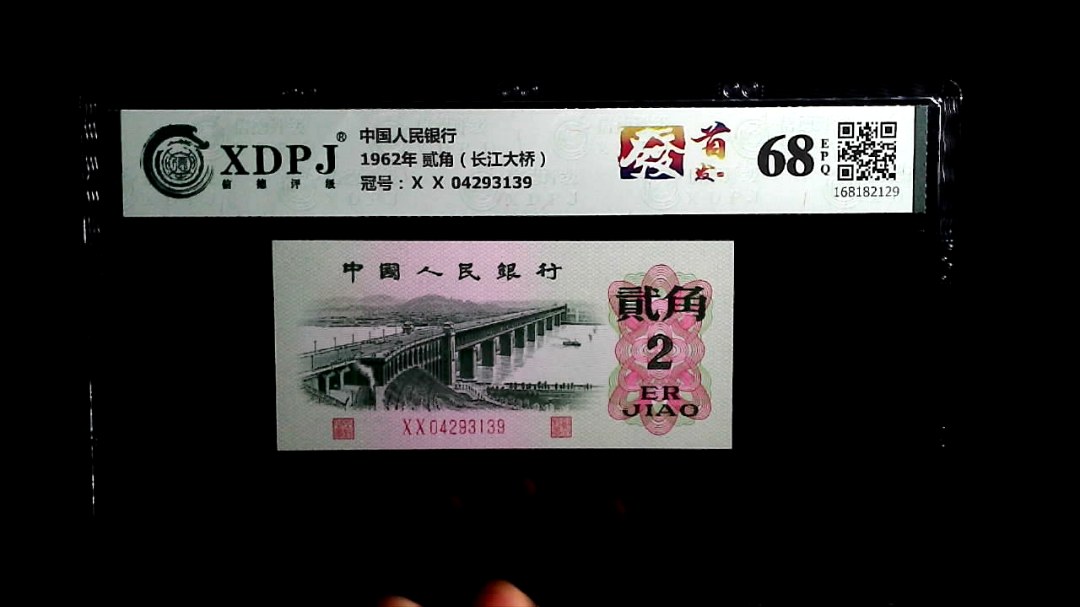 XDPJ®
信德评级
中国人民银行
1962年 贰角（长江大桥）
冠号：X X 04293139
發
首发
68
EPQ
168182129
中國人民銀行
貳角
2
ER
JIAO
XX04293139